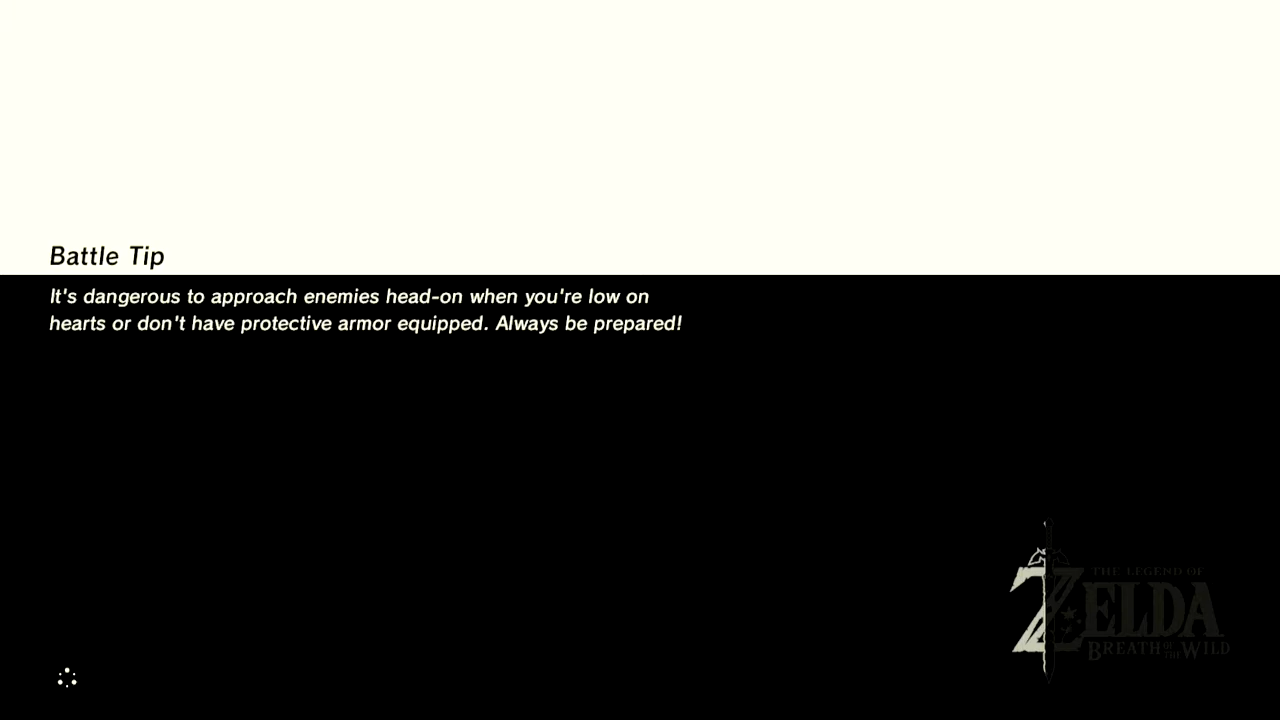 Battle Tip
It's dangerous to approach enemies head-on when you're low on
hearts or don't have protective armor equipped. Always be prepared!
THE LEGEND OF
ZELDA
BREATH OF THE WILD